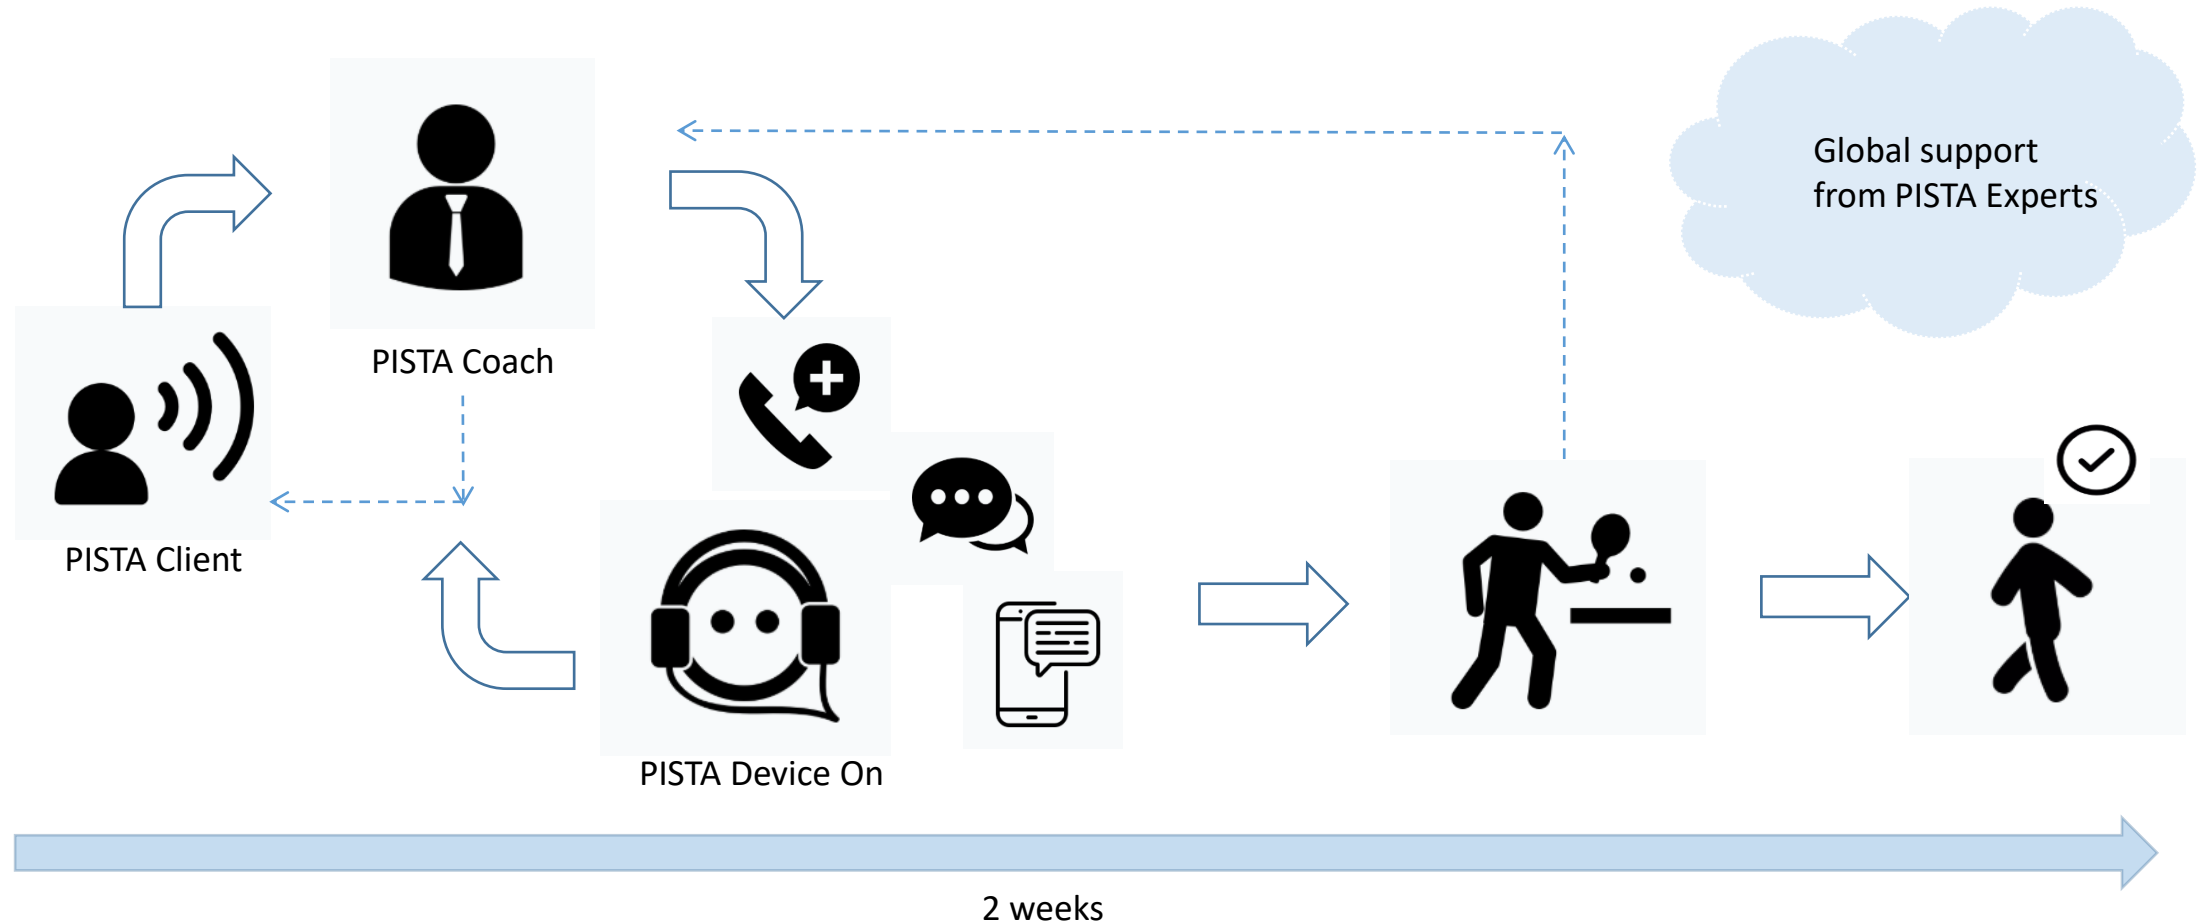 Global support
from PISTA Experts
PISTA Coach
PISTA Client
PISTA Device On
2 weeks